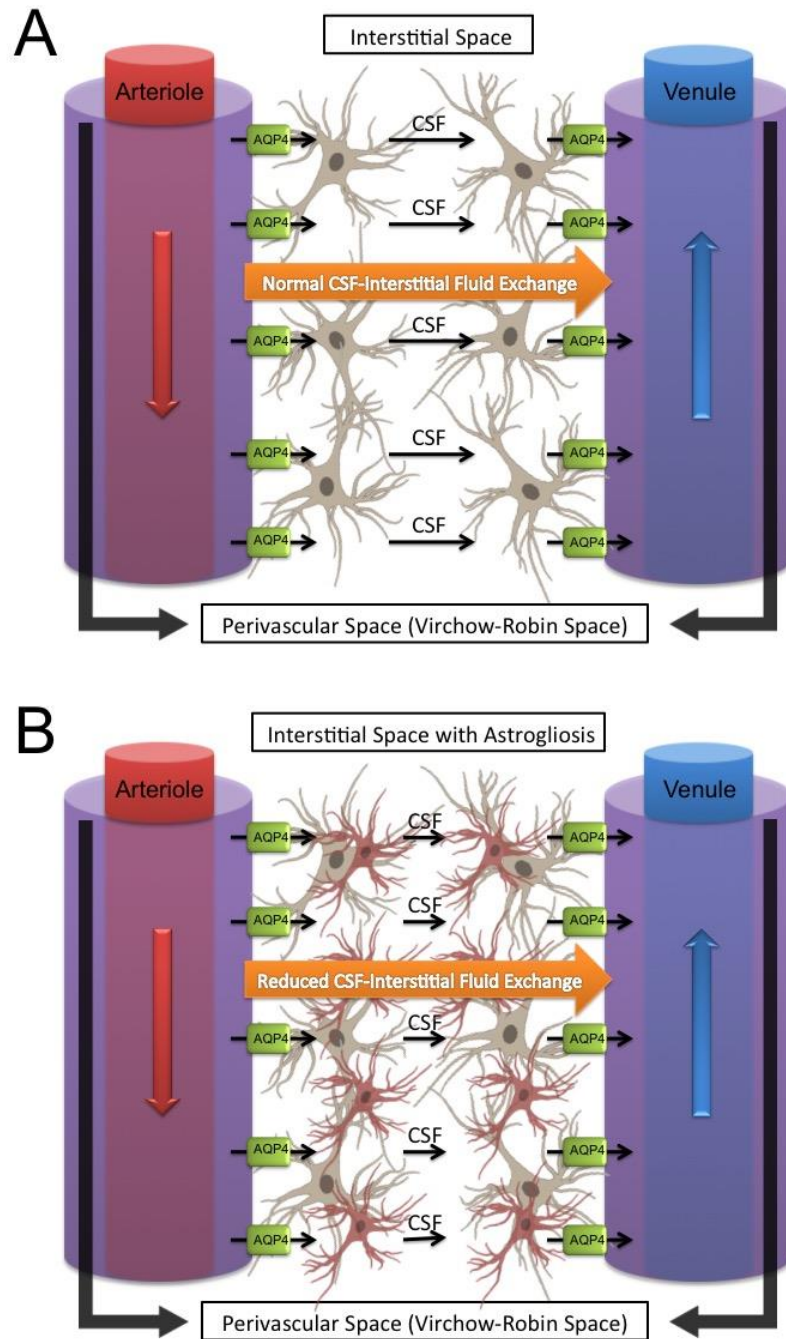 A
Interstitial Space
Arteriole
Venule
AQP4 CSF AQP4
AQP4 CSF AQP4
Normal CSF-Interstitial Fluid Exchange
AQP4 CSF AQP4
AQP4 CSF AQP4
AQP4 CSF AQP4
Perivascular Space (Virchow-Robin Space)
B
Interstitial Space with Astrogliosis
Arteriole
Venule
AQP4 CSF AQP4
AQP4 CSF AQP4
Reduced CSF-Interstitial Fluid Exchange
AQP4 CSF AQP4
AQP4 CSF AQP4
AQP4 CSF AQP4
Perivascular Space (Virchow-Robin Space)